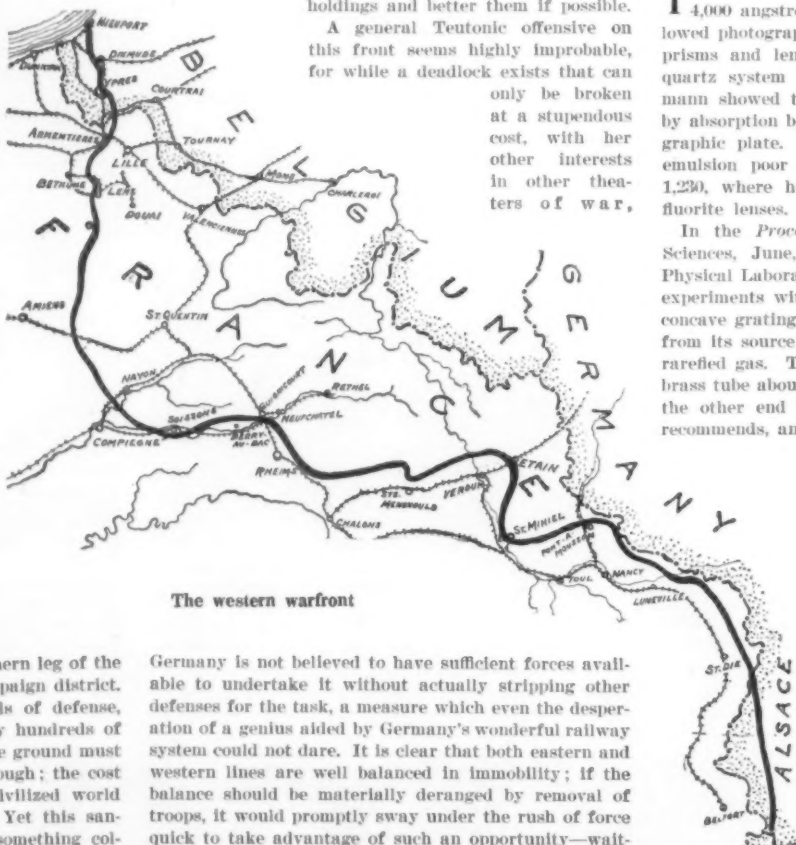 holdings and better them if possible.
A general Teutonic offensive on
this front seems highly improbable,
for while a deadlock exists that can
only be broken
at a stupendous
cost, with her
other interests
in other thea-
ters of war,
4,000 angstro
lowed photograp
prisms and len
quartz system
mann showed t
by absorption b
graphic plate.
emulsion poor
1,230, where h
fluorite lenses.
In the Proce
Sciences, June,
Physical Labora
experiments wit
concave grating
from its source
rarefied gas. T
brass tube about
the other end
recommends, an
NIEUPORT
DIXMUDE
DUNKIRK
YPRES
COURTRAI
ARMENTIERES
LILLE
TOURNAY
BETHUNE
LENS
MONS
CHARLEROI
DOUAI
VALENCIENNES
BELGIUM
FRANCE
GERMANY
AMIENS
ST. QUENTIN
NAYON
GUIGNICOURT
RETHEL
NEUFCHATEL
SOISSONS
BERRY-
AU-BAC
COMPIEGNE
RHEIMS
STE.
MENEHOULD
VERDUN
ETAIN
CHALONS
ST. MIHIEL
PONT-A
MOUSSON
TOUL
NANCY
LUNEVILLE
ST. DIE
ALSACE
BELFORT
The western warfront
ern leg of the
paign district.
is of defense,
y hundreds of
e ground must
ough; the cost
ivilized world
Yet this san-
something col-
Germany is not believed to have sufficient forces avail-
able to undertake it without actually stripping other
defenses for the task, a measure which even the desper-
ation of a genius aided by Germany's wonderful railway
system could not dare. It is clear that both eastern and
western lines are well balanced in immobility; if the
balance should be materially deranged by removal of
troops, it would promptly sway under the rush of force
quick to take advantage of such an opportunity—wait-